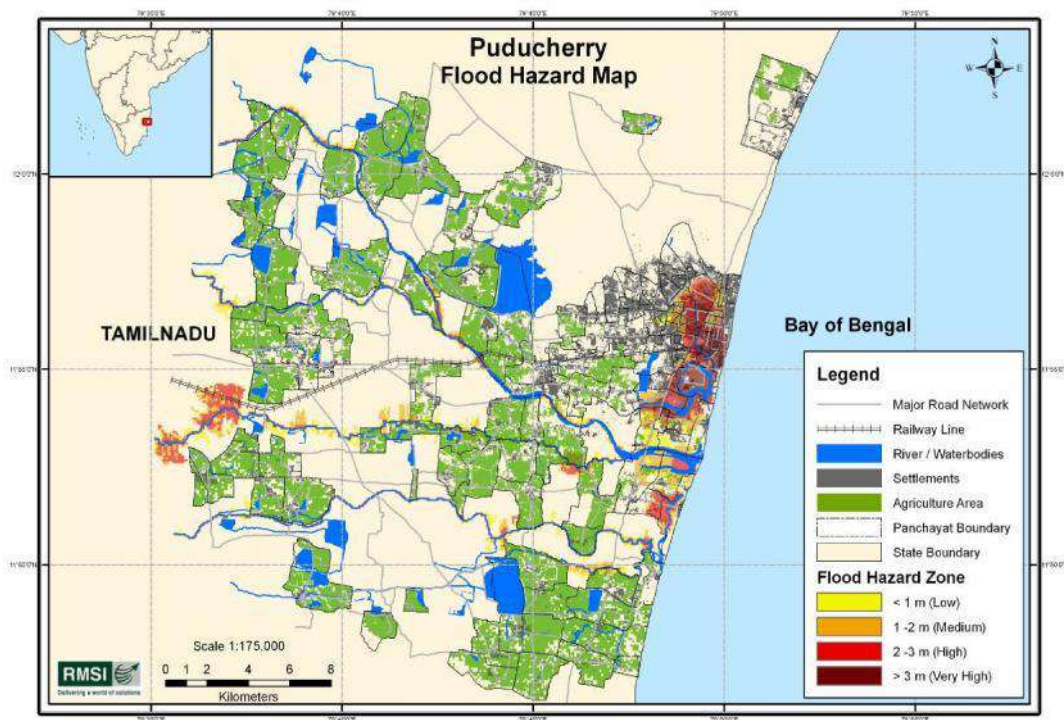 Puducherry
Flood Hazard Map
N
W
E
S
TAMILNADU
Bay of Bengal
Legend
Major Road Network
Railway Line
River / Waterbodies
Settlements
Agriculture Area
Panchayat Boundary
State Boundary
Flood Hazard Zone
< 1 m (Low)
1 -2 m (Medium)
2 -3 m (High)
> 3 m (Very High)
Scale 1:175,000
0 1 2 4 6 8
Kilometers
RMSI
Delivering a world of solutions